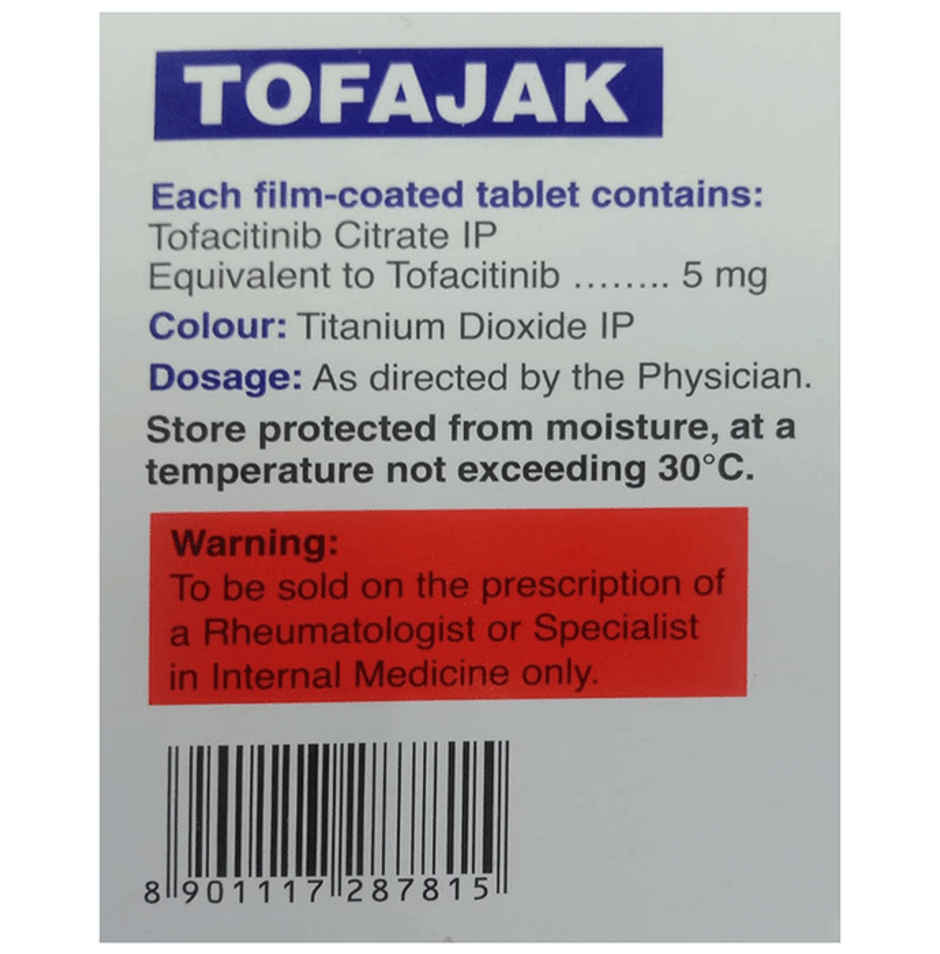 TOFAJAK
Each film-coated tablet contains:
Tofacitinib Citrate IP
Equivalent to Tofacitinib ........ 5 mg
Colour: Titanium Dioxide IP
Dosage: As directed by the Physician.
Store protected from moisture, at a
temperature not exceeding 30°C.
Warning:
To be sold on the prescription of
a Rheumatologist or Specialist
in Internal Medicine only.
8 901117 287815